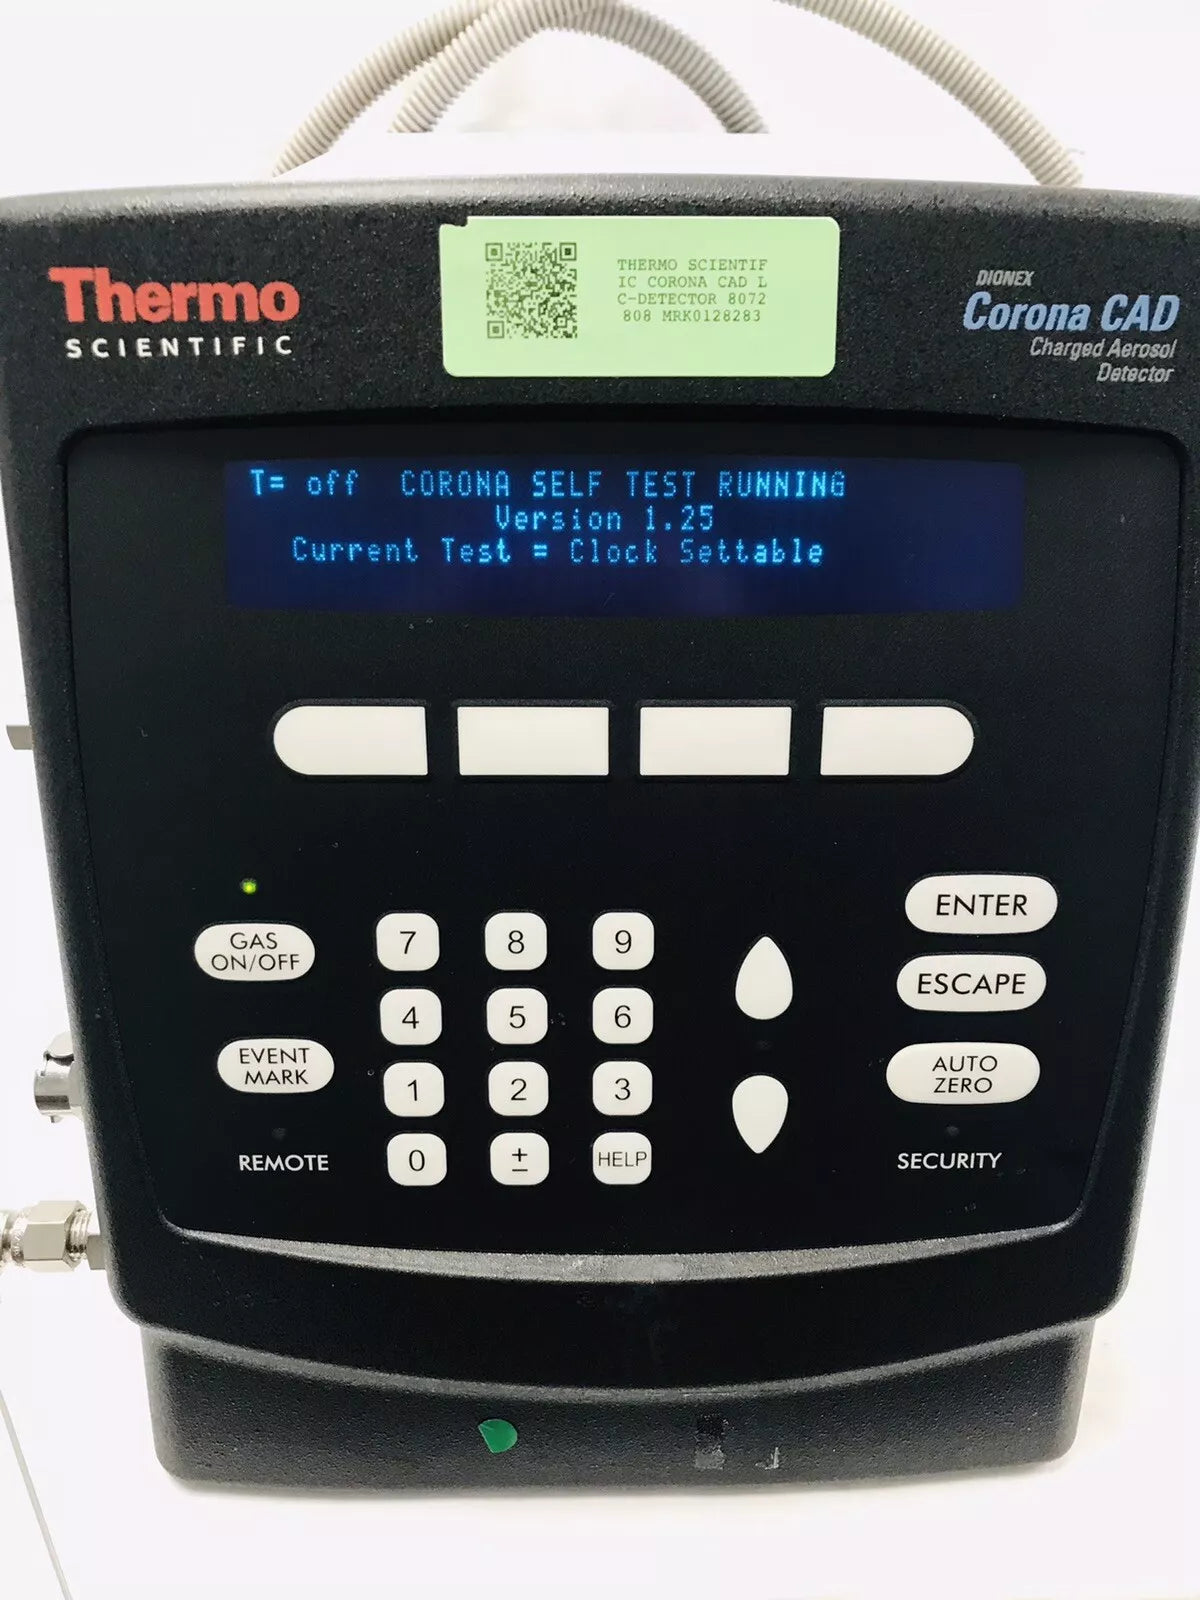 Thermo
SCIENTIFIC
THERMO SCIENTIF
IC CORONA CAD L
C-DETECTOR 8072
808 MRK0128283
DIONEX
Corona CAD
Charged Aerosol
Detector
T= off CORONA SELF TEST RUNNING
Version 1.25
Current Test = Clock Settable
GAS
ON/OFF
EVENT
MARK
REMOTE
7 8 9
4 5 6
1 2 3
0 ± HELP
ENTER
ESCAPE
AUTO
ZERO
SECURITY